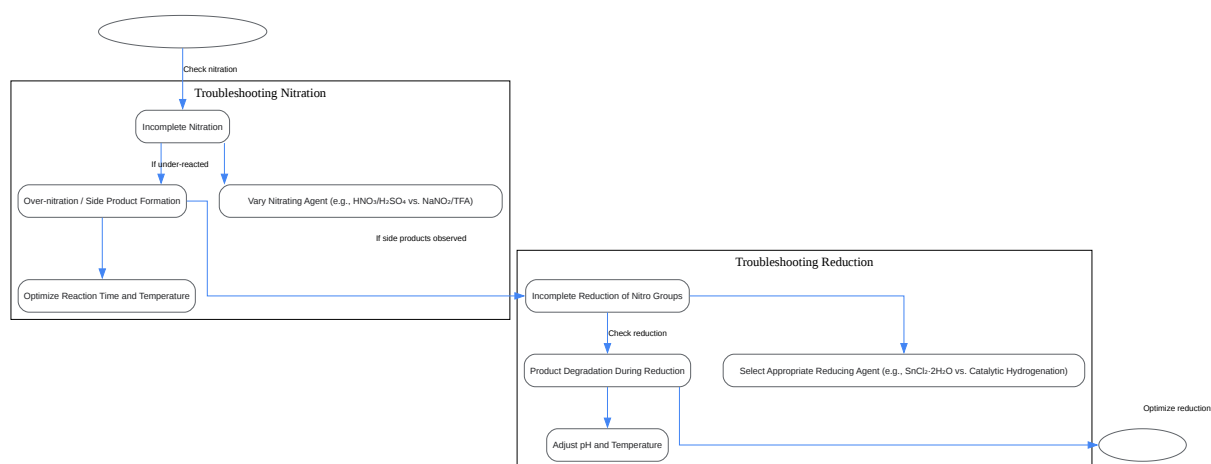 Check nitration
Troubleshooting Nitration
Incomplete Nitration
If under-reacted
Over-nitration / Side Product Formation
Vary Nitrating Agent (e.g., HNO₃/H₂SO₄ vs. NaNO₂/TFA)
If side products observed
Optimize Reaction Time and Temperature
Troubleshooting Reduction
Incomplete Reduction of Nitro Groups
Check reduction
Product Degradation During Reduction
Select Appropriate Reducing Agent (e.g., SnCl₂·2H₂O vs. Catalytic Hydrogenation)
Optimize reduction
Adjust pH and Temperature